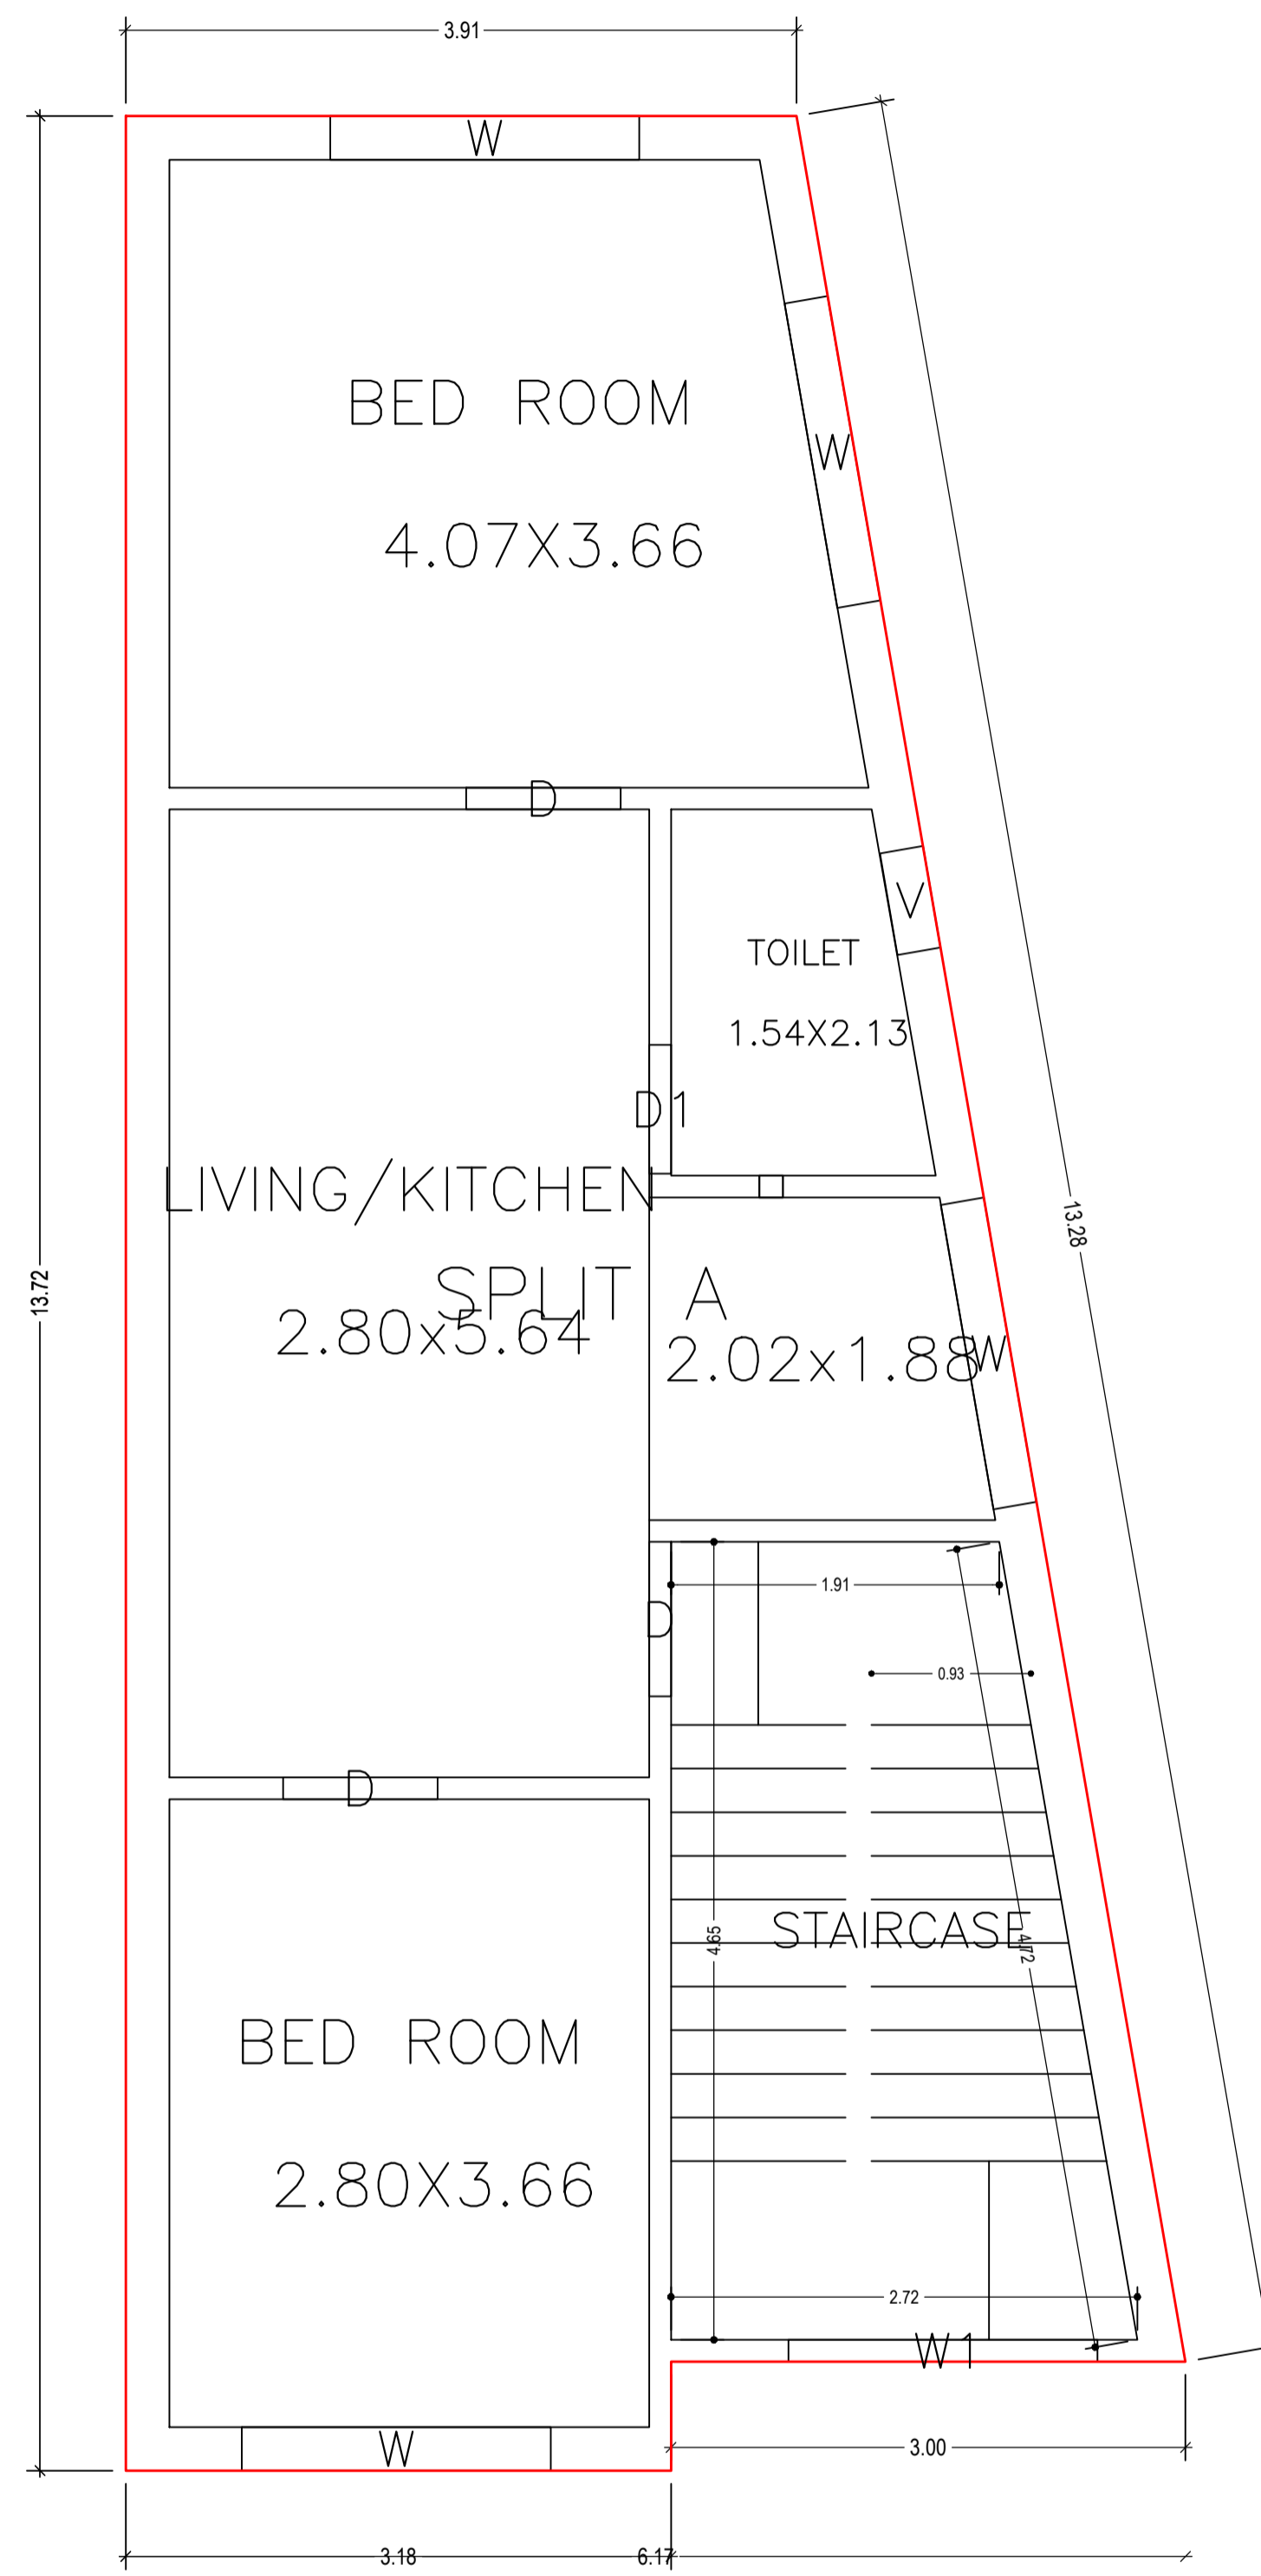 3.91
W
BED ROOM
W
4.07X3.66
D
V
TOILET
1.54X2.13
D1
LIVING/KITCHEN
13.28
13.72
SPLIT A
2.80x5.64
2.02x1.88
W
1.91
D
0.93
D
STAIRCASE
4.65
4.72
BED ROOM
2.80X3.66
2.72
W1
W
3.00
3.18
6.17